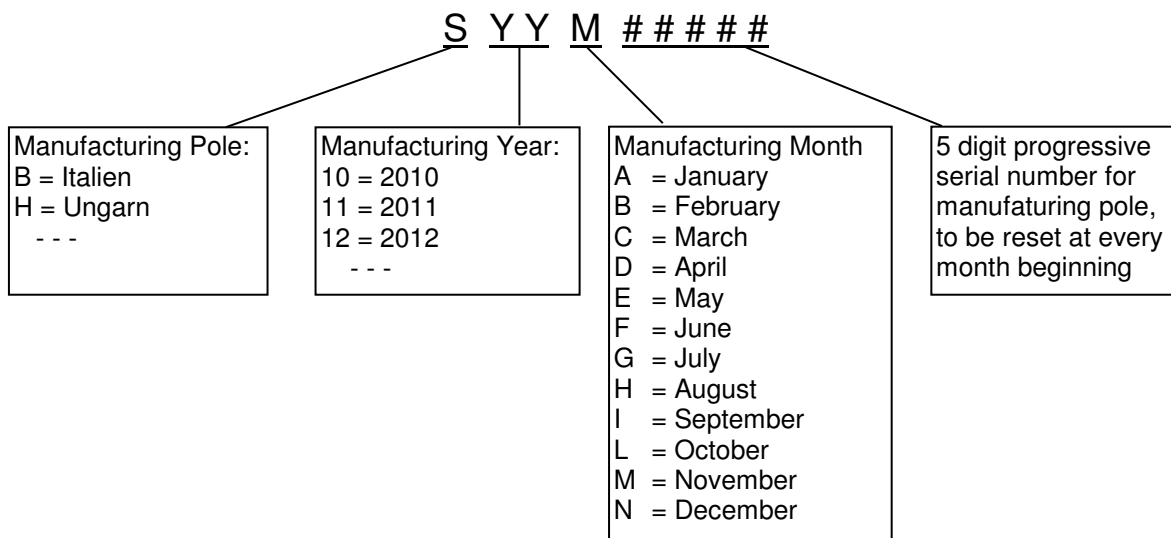 S YY M #####
Manufacturing Pole:
B = Italien
H = Ungarn
- - -
Manufacturing Year:
10 = 2010
11 = 2011
12 = 2012
- - -
Manufacturing Month
A = January
B = February
C = March
D = April
E = May
F = June
G = July
H = August
I = September
L = October
M = November
N = December
5 digit progressive
serial number for
manufaturing pole,
to be reset at every
month beginning